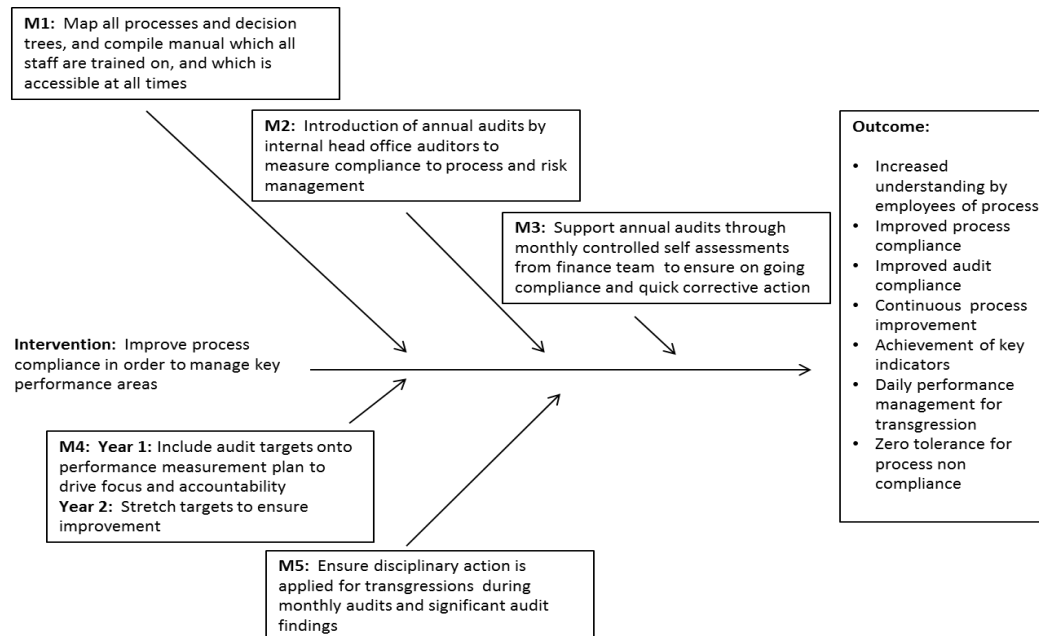 M1: Map all processes and decision
trees, and compile manual which all
staff are trained on, and which is
accessible at all times
M2: Introduction of annual audits by
internal head office auditors to
measure compliance to process and risk
management
M3: Support annual audits through
monthly controlled self assessments
from finance team to ensure on going
compliance and quick corrective action
Intervention: Improve process
compliance in order to manage key
performance areas
M4: Year 1: Include audit targets onto
performance measurement plan to
drive focus and accountability
Year 2: Stretch targets to ensure
improvement
M5: Ensure disciplinary action is
applied for transgressions during
monthly audits and significant audit
findings
Outcome:
• Increased
understanding by
employees of process
• Improved process
compliance
• Improved audit
compliance
• Continuous process
improvement
• Achievement of key
indicators
• Daily performance
management for
transgression
• Zero tolerance for
process non
compliance